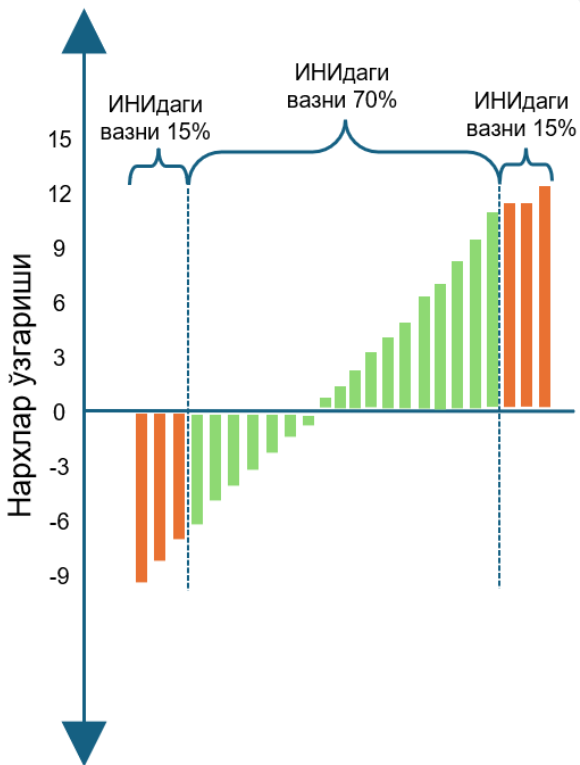 ИНИдаги
вазни 15%
ИНИдаги
вазни 70%
ИНИдаги
вазни 15%
Нархлар ўзгариши
15
12
9
6
3
0
-3
-6
-9